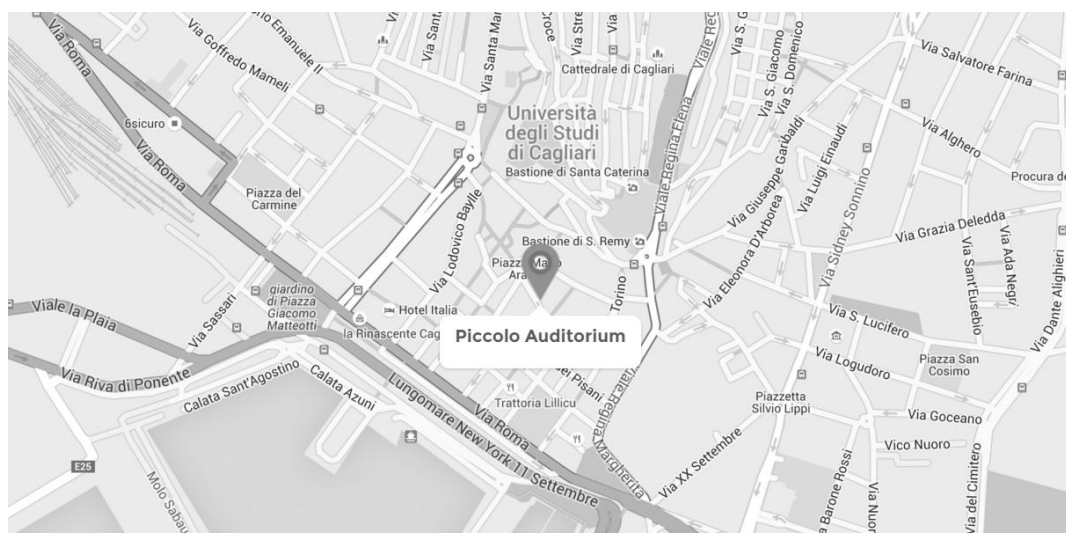 Via Roma
Via Goffredo Mameli
Emanuele II
Via Santa
Via Santa Mar
Croce
Via Stre
Cattedrale di Cagliari
Viale Regina Elena
Viale Regi
Via S. G
Via S. Giacomo
Via S. Domenico
Via Salvatore Farina
6sicuro
Via Roma
Università
degli Studi
di Cagliari
Bastione di Santa Caterina
Via Giuseppe Garibaldi
Via Luigi Einaudi
Via Alghero
Procura de
Piazza del
Carmine
Via Lodovico Baylle
Bastione di S. Remy
Viale Regina Elena
Via Eleonora D'Arborea
Via Sidney Sonnino
Via Grazia Deledda
Via Sant'Eusebio
Via Ada Negri
Via Dante Alighieri
Viale la Plaia
Via Sassari
giardino
di Piazza
Giacomo
Matteotti
Hotel Italia
la Rinascente Cag
Torino
Piccolo Auditorium
Via S. Lucifero
Via Logudoro
Piazza San
Cosimo
Via Riva di Ponente
Calata Sant'Agostino
Calata Azuni
Lungomare New York 11 Settembre
Via Roma
Trattoria Lillicu
dei Pisani
Regina Margherita
Piazzetta
Silvio Lippi
Via Goceano
Vico Nuoro
Via XX Settembre
a Barone Rossi
Via Nuor
Via del Cimitero
E25
Molo Sabau